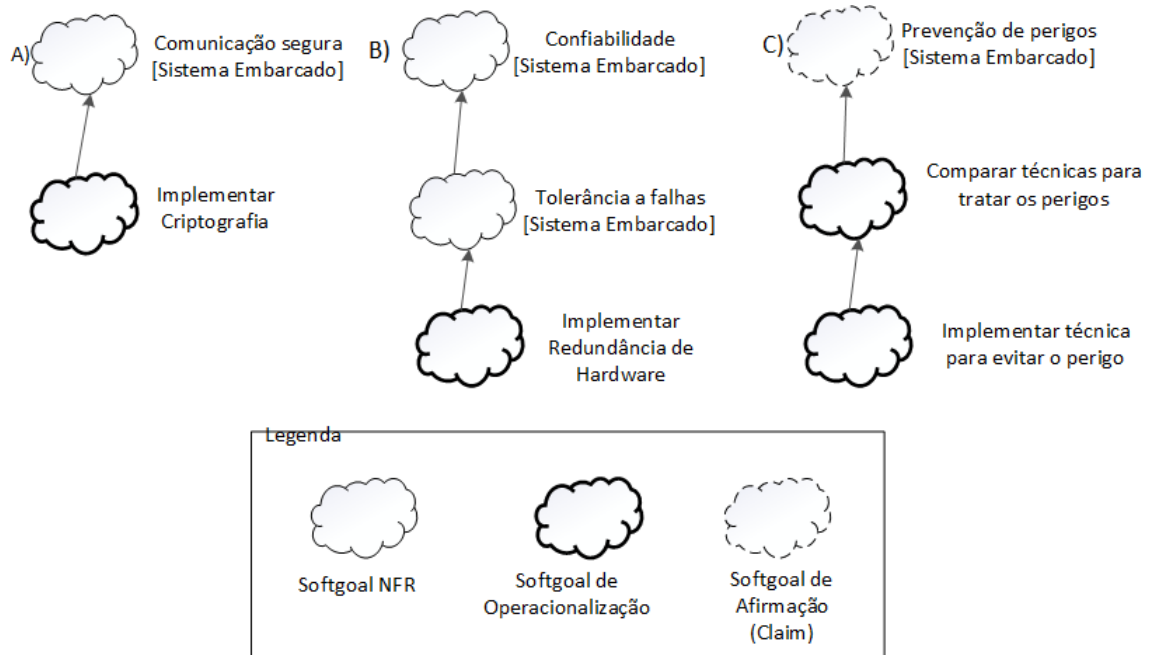 A)
Comunicação segura
[Sistema Embarcado]
Implementar
Criptografia
B)
Confiabilidade
[Sistema Embarcado]
Tolerância a falhas
[Sistema Embarcado]
Implementar
Redundância de
Hardware
C)
Prevenção de perigos
[Sistema Embarcado]
Comparar técnicas para
tratar os perigos
Implementar técnica
para evitar o perigo
Legenda
Softgoal NFR
Softgoal de
Operacionalização
Softgoal de
Afirmação
(Claim)